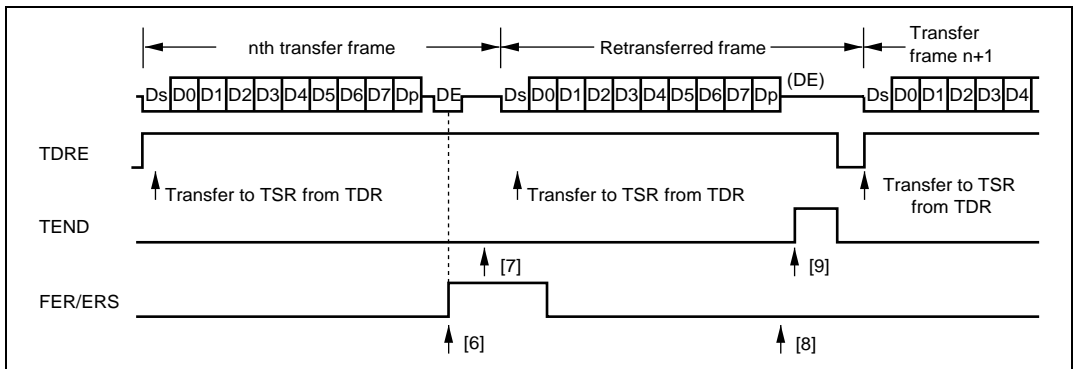 nth transfer frame
Retransferred frame
Transfer
frame n+1
Ds D0 D1 D2 D3 D4 D5 D6 D7 Dp DE Ds D0 D1 D2 D3 D4 D5 D6 D7 Dp (DE) Ds D0 D1 D2 D3 D4
TDRE
Transfer to TSR from TDR
Transfer to TSR from TDR
Transfer to TSR
from TDR
TEND
[7]
[9]
FER/ERS
[6]
[8]